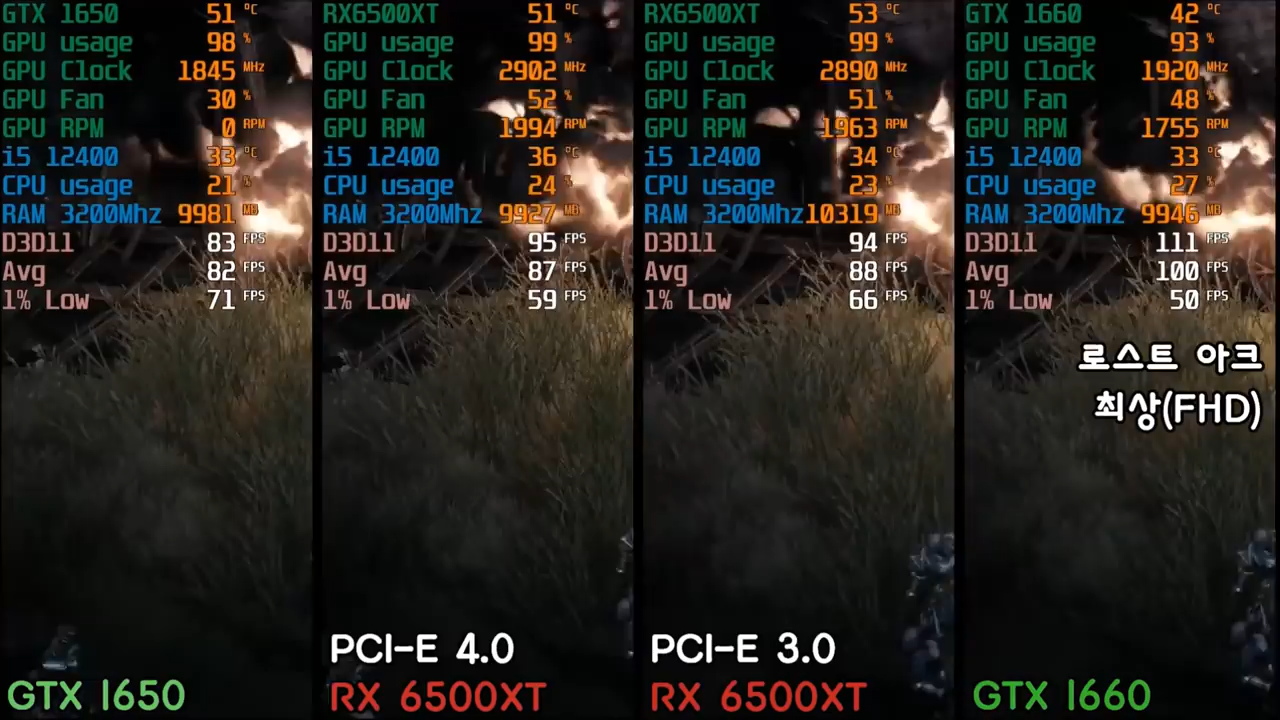 GTX 1650 51 °C
GPU usage 98 %
GPU Clock 1845 MHz
GPU Fan 30 %
GPU RPM 0 RPM
i5 12400 33 °C
CPU usage 21 %
RAM 3200Mhz 9981 MB
D3D11 83 FPS
Avg 82 FPS
1% Low 71 FPS
GTX 1650
RX6500XT 51 °C
GPU usage 99 %
GPU Clock 2902 MHz
GPU Fan 52 %
GPU RPM 1994 RPM
i5 12400 36 °C
CPU usage 24 %
RAM 3200Mhz 9927 MB
D3D11 95 FPS
Avg 87 FPS
1% Low 59 FPS
PCI-E 4.0
RX 6500XT
RX6500XT 53 °C
GPU usage 99 %
GPU Clock 2890 MHz
GPU Fan 51 %
GPU RPM 1963 RPM
i5 12400 34 °C
CPU usage 23 %
RAM 3200Mhz 10319 MB
D3D11 94 FPS
Avg 88 FPS
1% Low 66 FPS
PCI-E 3.0
RX 6500XT
GTX 1660 42 °C
GPU usage 93 %
GPU Clock 1920 MHz
GPU Fan 48 %
GPU RPM 1755 RPM
i5 12400 33 °C
CPU usage 27 %
RAM 3200Mhz 9946 MB
D3D11 111 FPS
Avg 100 FPS
1% Low 50 FPS
로스트 아크
최상(FHD)
GTX 1660